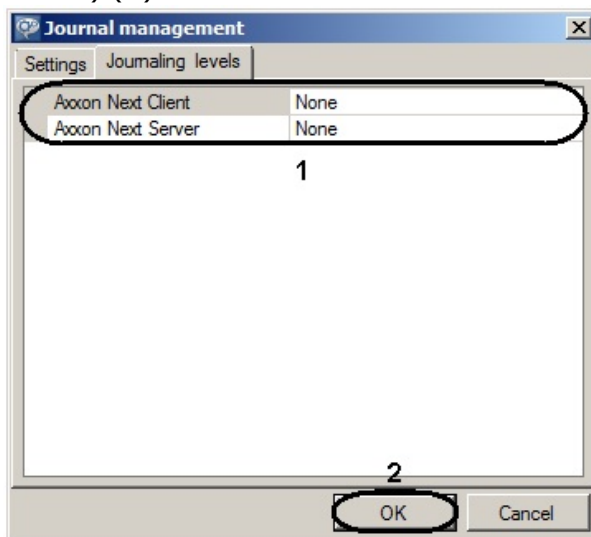 Journal management
Settings Journaling levels
Axxon Next Client None
Axxon Next Server None
1
2
OK Cancel